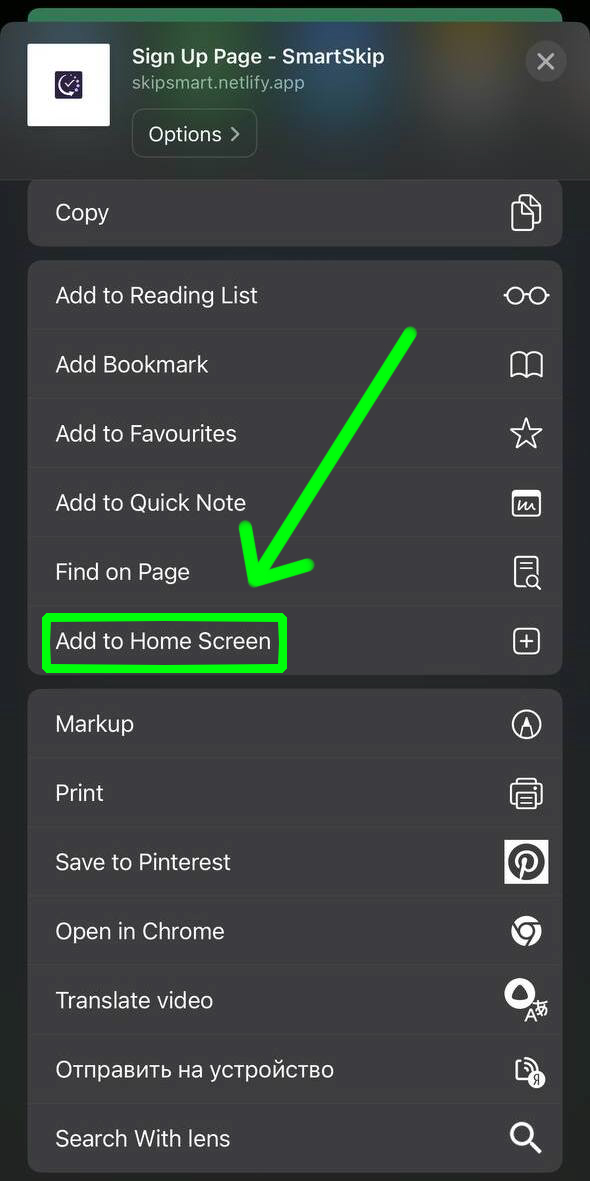 Sign Up Page - SmartSkip
skipsmart.netlify.app
Options
Copy
Add to Reading List
Add Bookmark
Add to Favourites
Add to Quick Note
Find on Page
Add to Home Screen
Markup
Print
Save to Pinterest
Open in Chrome
Translate video
Отправить на устройство
Search With lens